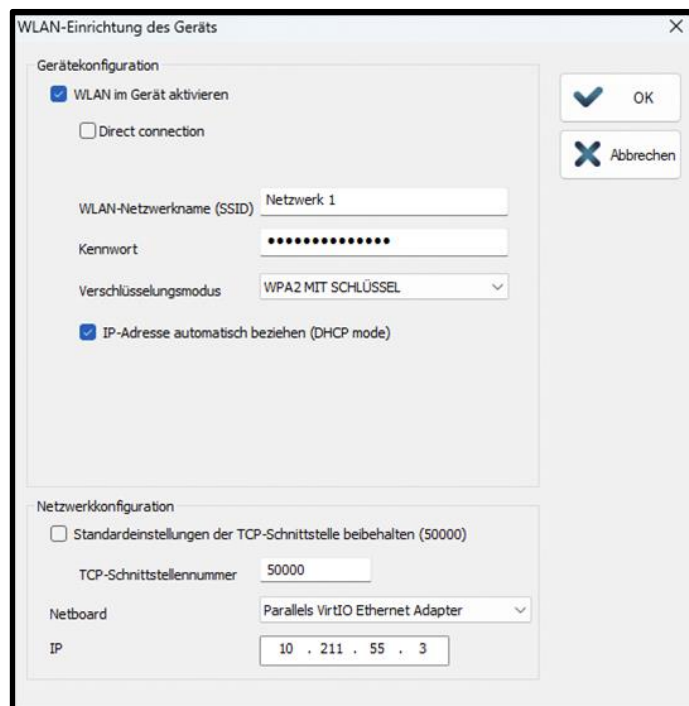 WLAN-Einrichtung des Geräts
Gerätekonfiguration
WLAN im Gerät aktivieren
OK
Direct connection
Abbrechen
WLAN-Netzwerkname (SSID) Netzwerk 1
Kennwort ••••••••••••••
Verschlüsselungsmodus WPA2 MIT SCHLÜSSEL
IP-Adresse automatisch beziehen (DHCP mode)
Netzwerkkonfiguration
Standardeinstellungen der TCP-Schnittstelle beibehalten (50000)
TCP-Schnittstellennummer 50000
Netboard Parallels VirtIO Ethernet Adapter
IP 10 . 211 . 55 . 3